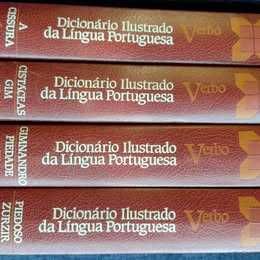 A
CISSURA
Dicionário Ilustrado
da Língua Portuguesa
Verbo
CISTÁCEAS
GIM
Dicionário Ilustrado
da Língua Portuguesa
Verbo
GIMNANDRO
PIEDADE
Dicionário Ilustrado
da Língua Portuguesa
Verbo
PIEDOSO
ZURZIR
Dicionário Ilustrado
da Língua Portuguesa
Verbo